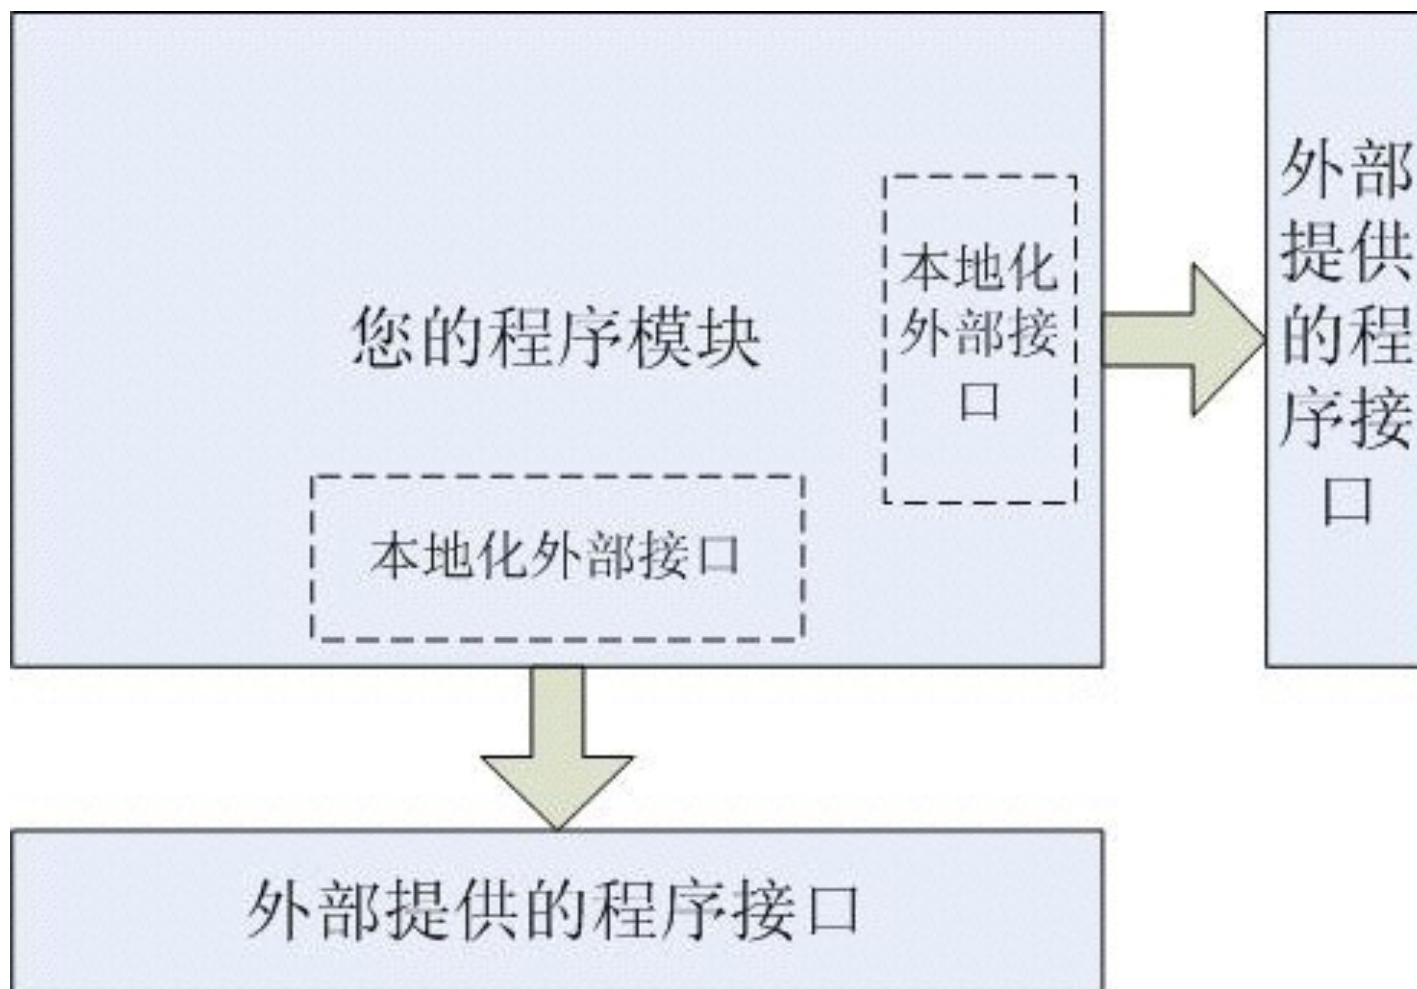 您的程序模块
本地化
外部接
口
本地化外部接口
外部
提供
的程
序接
口
外部提供的程序接口